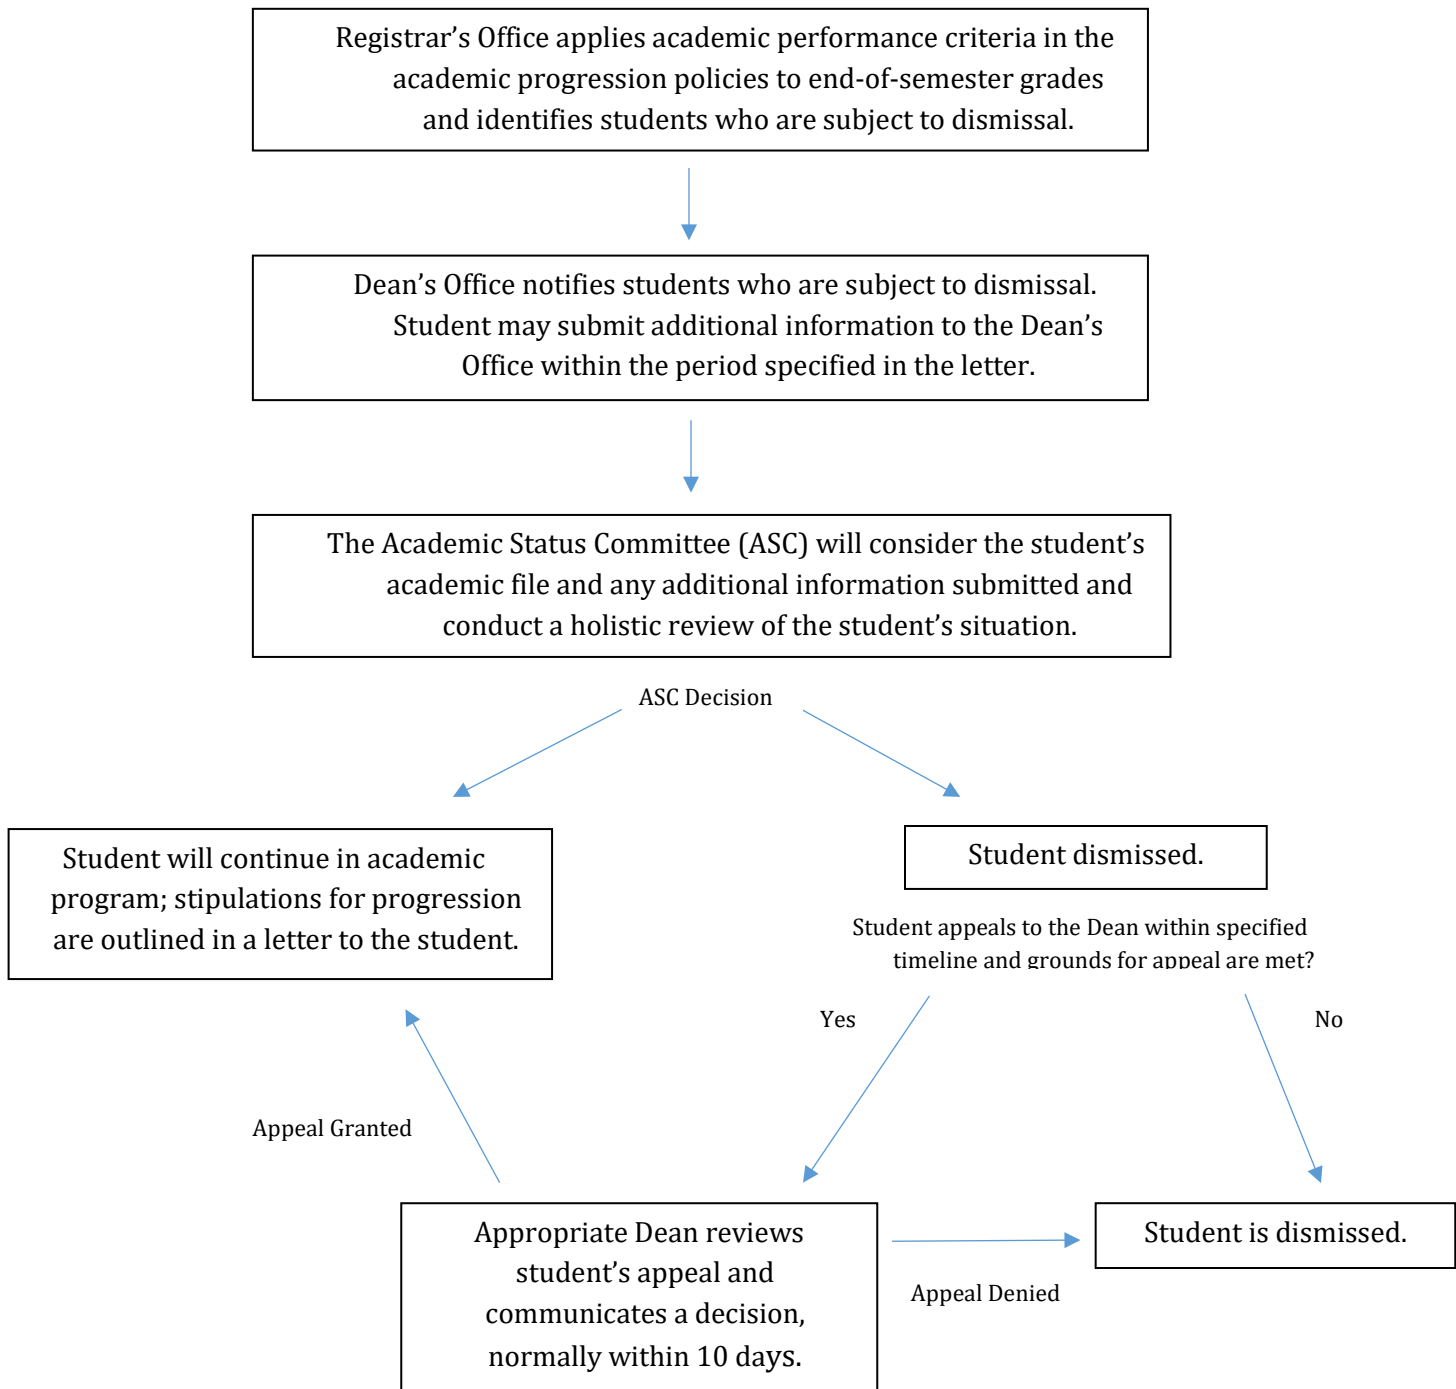 Registrar’s Office applies academic performance criteria in the
academic progression policies to end-of-semester grades
and identifies students who are subject to dismissal.
Dean’s Office notifies students who are subject to dismissal.
Student may submit additional information to the Dean’s
Office within the period specified in the letter.
The Academic Status Committee (ASC) will consider the student’s
academic file and any additional information submitted and
conduct a holistic review of the student’s situation.
ASC Decision
Student will continue in academic
program; stipulations for progression
are outlined in a letter to the student.
Student dismissed.
Student appeals to the Dean within specified
timeline and grounds for appeal are met?
Yes
No
Appeal Granted
Appropriate Dean reviews
student’s appeal and
communicates a decision,
normally within 10 days.
Appeal Denied
Student is dismissed.